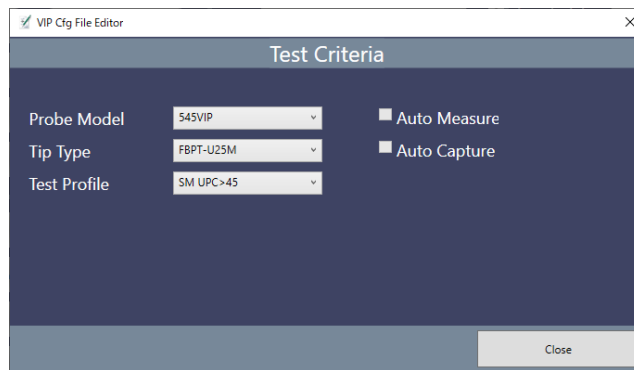 VIP Cfg File Editor
Test Criteria
Probe Model 545VIP Auto Measure
Tip Type FBPT-U25M Auto Capture
Test Profile SM UPC>45
Close